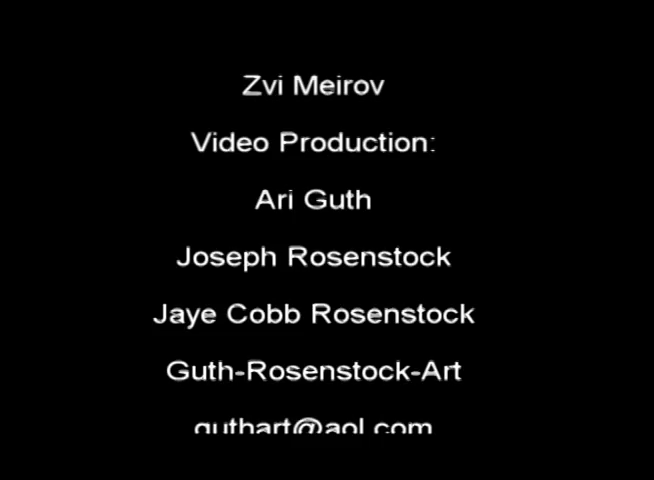 Zvi Meirov
Video Production:
Ari Guth
Joseph Rosenstock
Jaye Cobb Rosenstock
Guth-Rosenstock-Art
guthart@aol.com